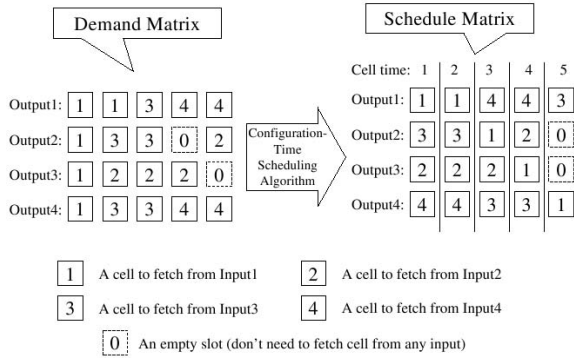 Demand Matrix
Schedule Matrix
Cell time: 1 2 3 4 5
Output1: 1 1 3 4 4
Output2: 1 3 3 0 2
Output3: 1 2 2 2 0
Output4: 1 3 3 4 4
Configuration-
Time
Scheduling
Algorithm
Output1: 1 1 4 4 3
Output2: 3 3 1 2 0
Output3: 2 2 2 1 0
Output4: 4 4 3 3 1
1 A cell to fetch from Input1
2 A cell to fetch from Input2
3 A cell to fetch from Input3
4 A cell to fetch from Input4
0 An empty slot (don't need to fetch cell from any input)